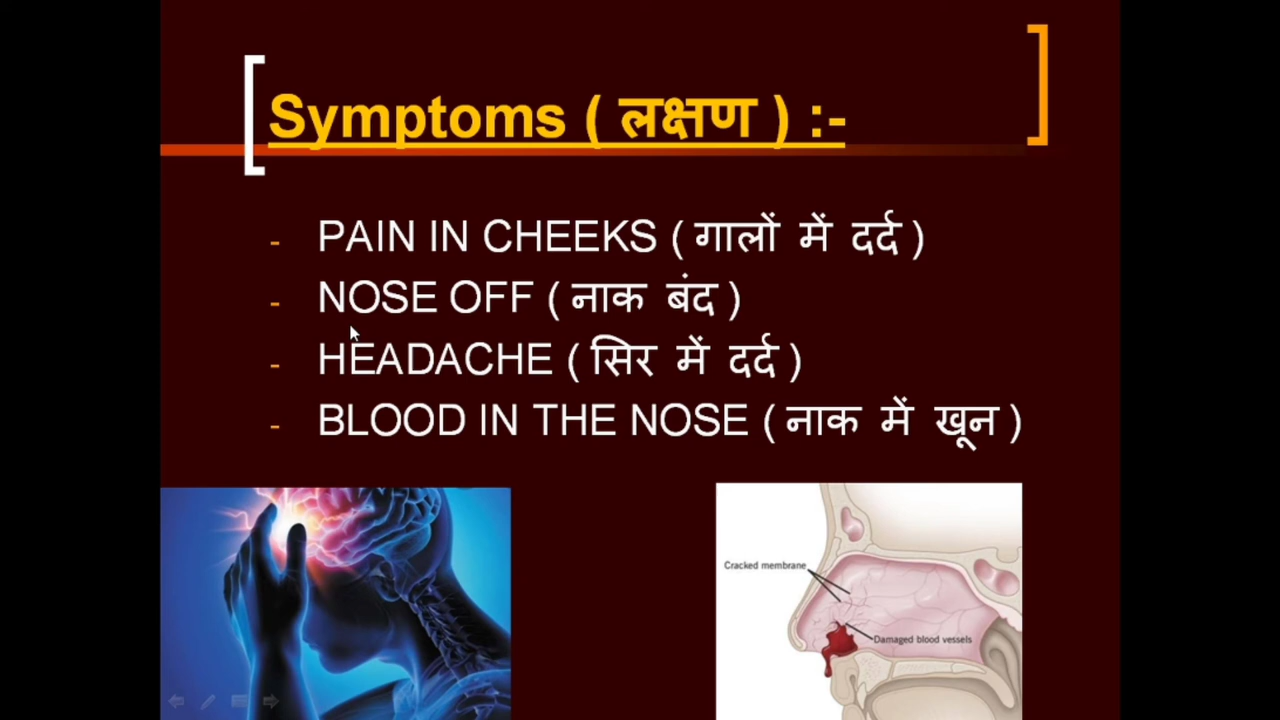 Symptoms ( लक्षण ) :-
- PAIN IN CHEEKS ( गालों में दर्द )
- NOSE OFF ( नाक बंद )
- HEADACHE ( सिर में दर्द )
- BLOOD IN THE NOSE ( नाक में खून )
Cracked membrane
Damaged blood vessels